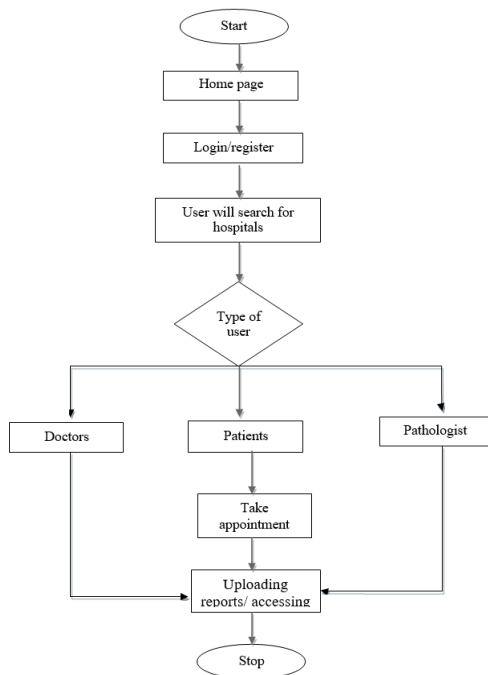 Start
Home page
Login/register
User will search for
hospitals
Type of
user
Doctors
Patients
Pathologist
Take
appointment
Uploading
reports/ accessing
Stop